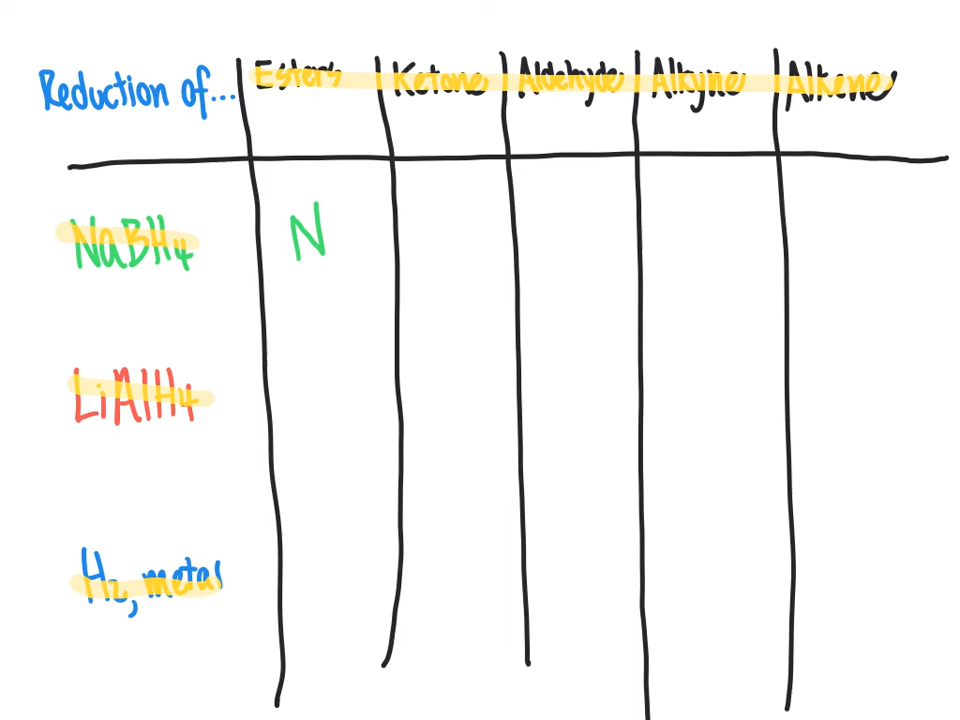 Reduction of... Esters Ketone Aldehyde Alkyne Alkene
NaBH4 N
LiAlH4
H2, metal